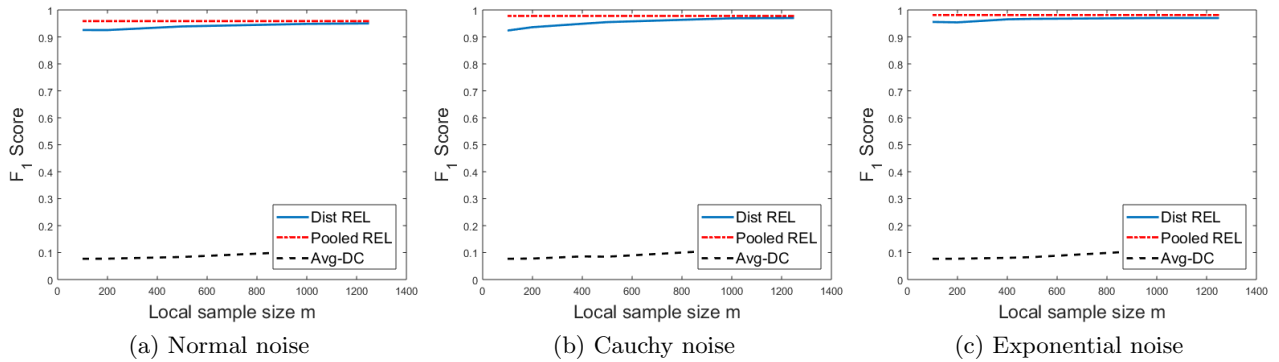 1
0.9
0.8
0.7
0.6
0.5
0.4
0.3
0.2
0.1
0
F1 Score
0 200 400 600 800 1000 1200 1400
Local sample size m
Dist REL
Pooled REL
Avg-DC
(a) Normal noise
1
0.9
0.8
0.7
0.6
0.5
0.4
0.3
0.2
0.1
0
F1 Score
0 200 400 600 800 1000 1200 1400
Local sample size m
Dist REL
Pooled REL
Avg-DC
(b) Cauchy noise
1
0.9
0.8
0.7
0.6
0.5
0.4
0.3
0.2
0.1
0
F1 Score
0 200 400 600 800 1000 1200 1400
Local sample size m
Dist REL
Pooled REL
Avg-DC
(c) Exponential noise